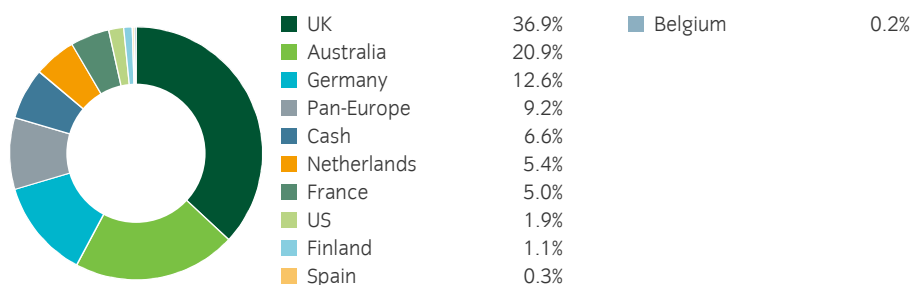 UK 36.9%
Australia 20.9%
Germany 12.6%
Pan-Europe 9.2%
Cash 6.6%
Netherlands 5.4%
France 5.0%
US 1.9%
Finland 1.1%
Spain 0.3%
Belgium 0.2%